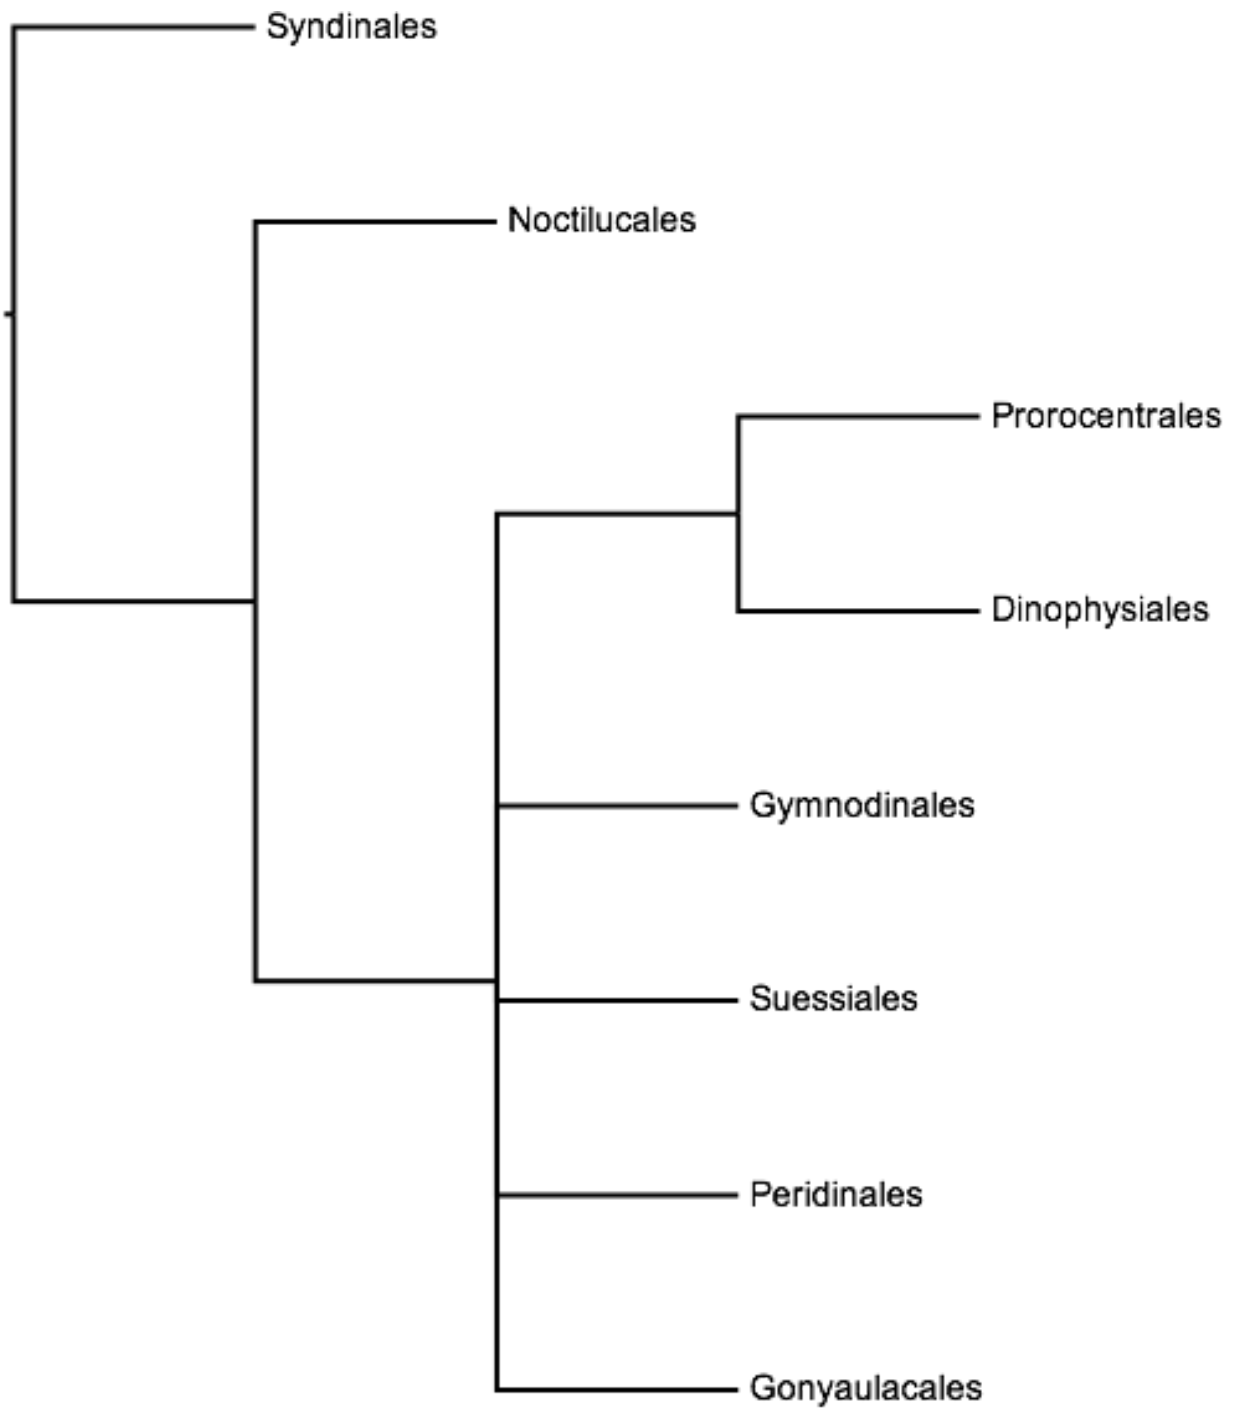 Syndinales
Noctilucales
Prorocentrales
Dinophysiales
Gymnodinales
Suessiales
Peridinales
Gonyaulacales